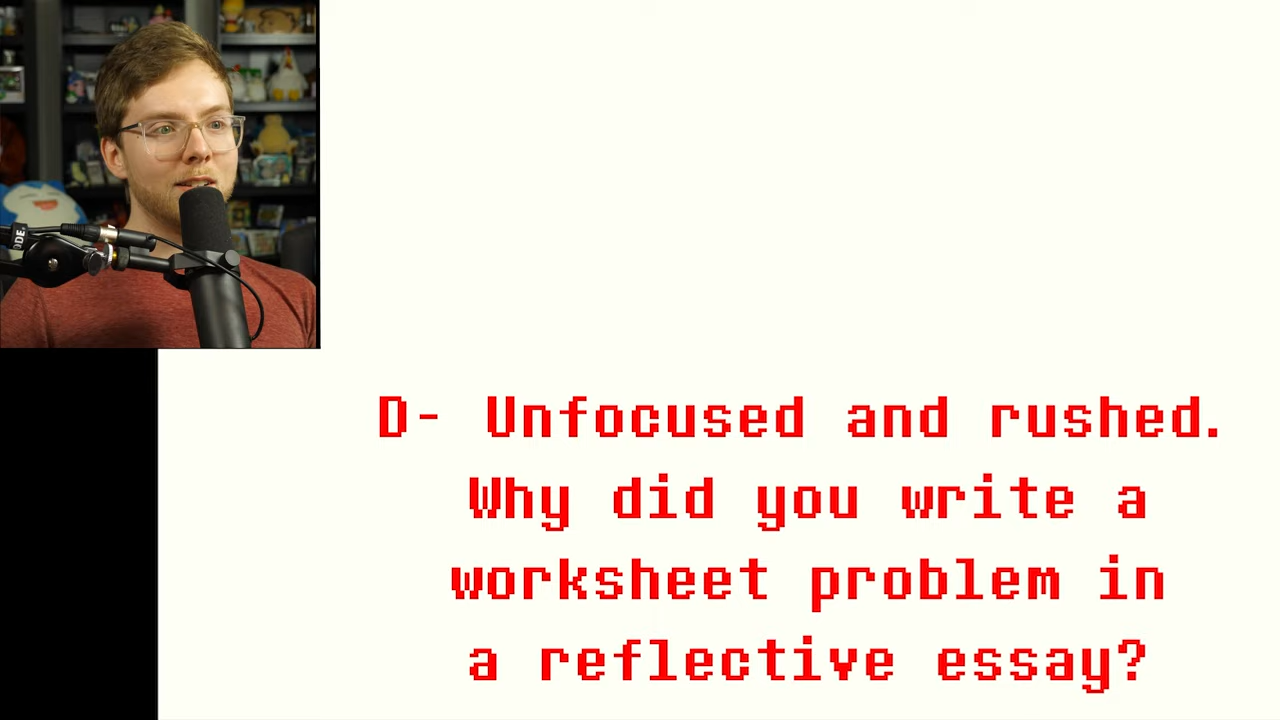 D- Unfocused and rushed.
Why did you write a
worksheet problem in
a reflective essay?